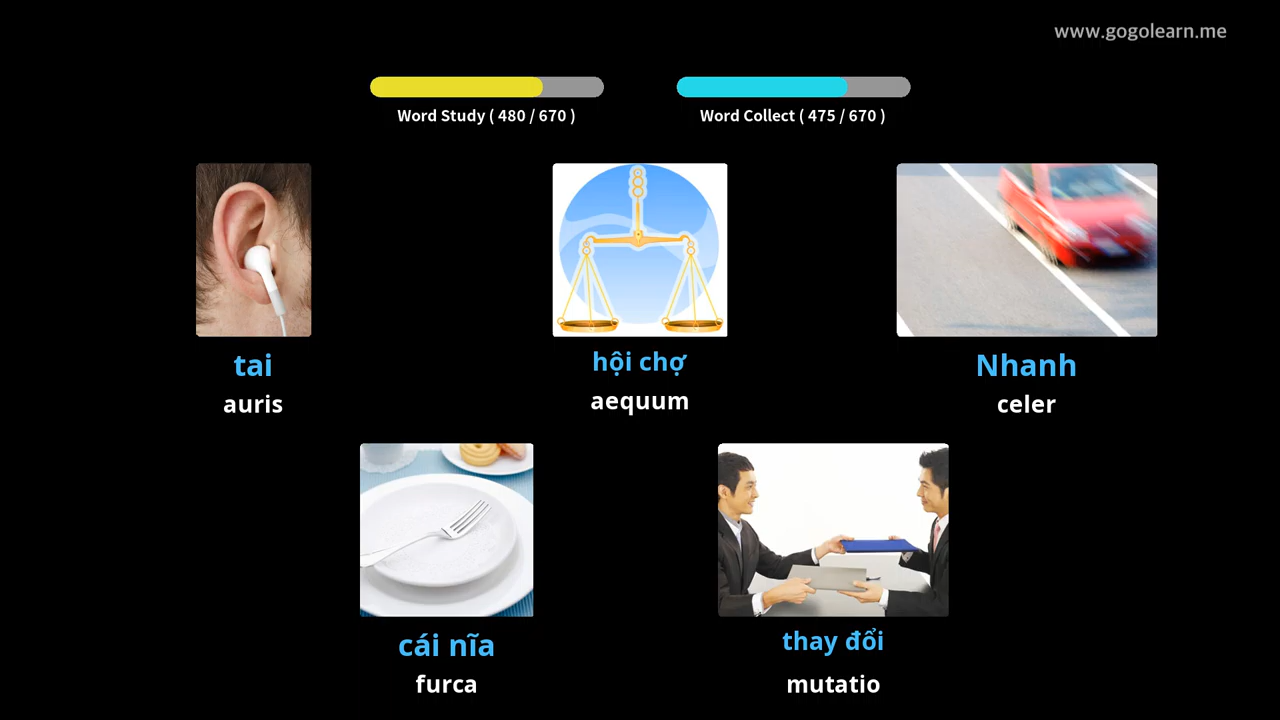 www.gogolearn.me
Word Study ( 480 / 670 )
Word Collect ( 475 / 670 )
tai
auris
hội chợ
aequum
Nhanh
celer
cái nĩa
furca
thay đổi
mutatio